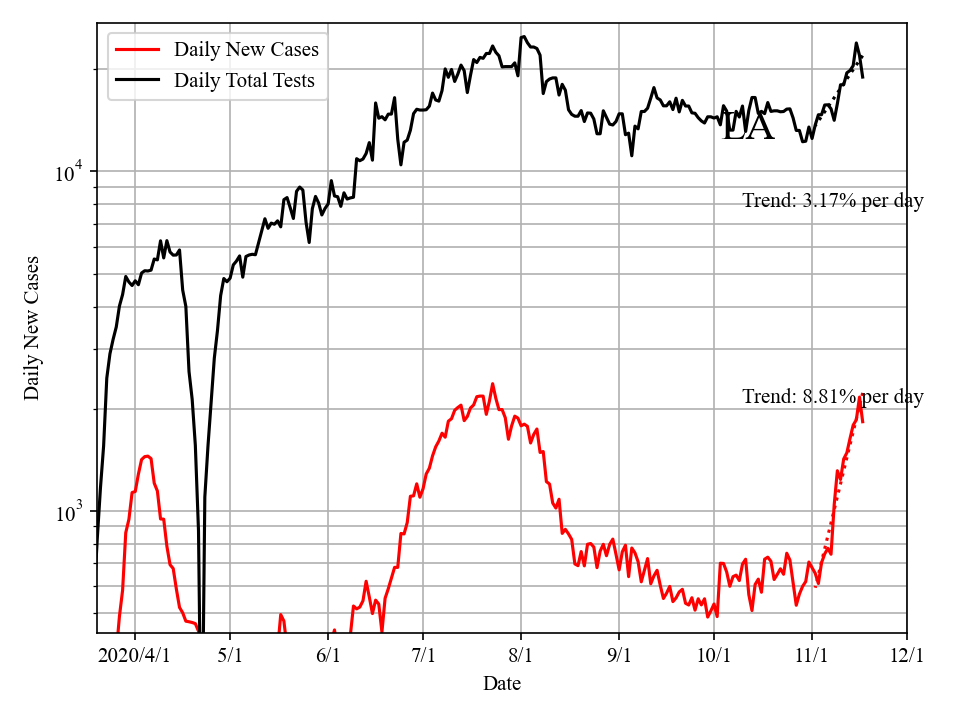 Daily New Cases
Daily Total Tests
LA
10^4
Trend: 3.17% per day
Daily New Cases
Trend: 8.81% per day
10^3
2020/4/1 5/1 6/1 7/1 8/1 9/1 10/1 11/1 12/1
Date